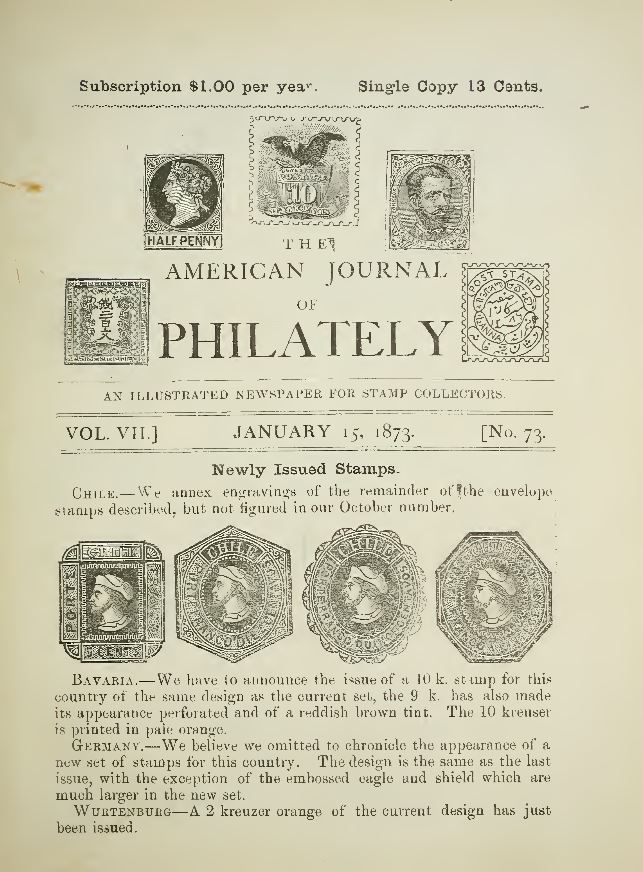 Subscription $1.00 per year. Single Copy 13 Cents.
10
HALF PENNY
THE
AMERICAN JOURNAL
OF
PHILATELY
POST STAMP
AN ILLUSTRATED NEWSPAPER FOR STAMP COLLECTORS.
VOL. VII.] JANUARY 15, 1873. [No. 73.
Newly Issued Stamps.
CHILE.—We annex engravings of the remainder of the envelope
stamps described, but not figured in our October number.
CHILE
BAVARIA.—We have to announce the issue of a 10 k. stamp for this
country of the same design as the current set, the 9 k. has also made
its appearance perforated and of a reddish brown tint. The 10 kreuser
is printed in pale orange.
GERMANY.—We believe we omitted to chronicle the appearance of a
new set of stamps for this country. The design is the same as the last
issue, with the exception of the embossed eagle and shield which are
much larger in the new set.
WURTENBURG—A 2 kreuzer orange of the current design has just
been issued.